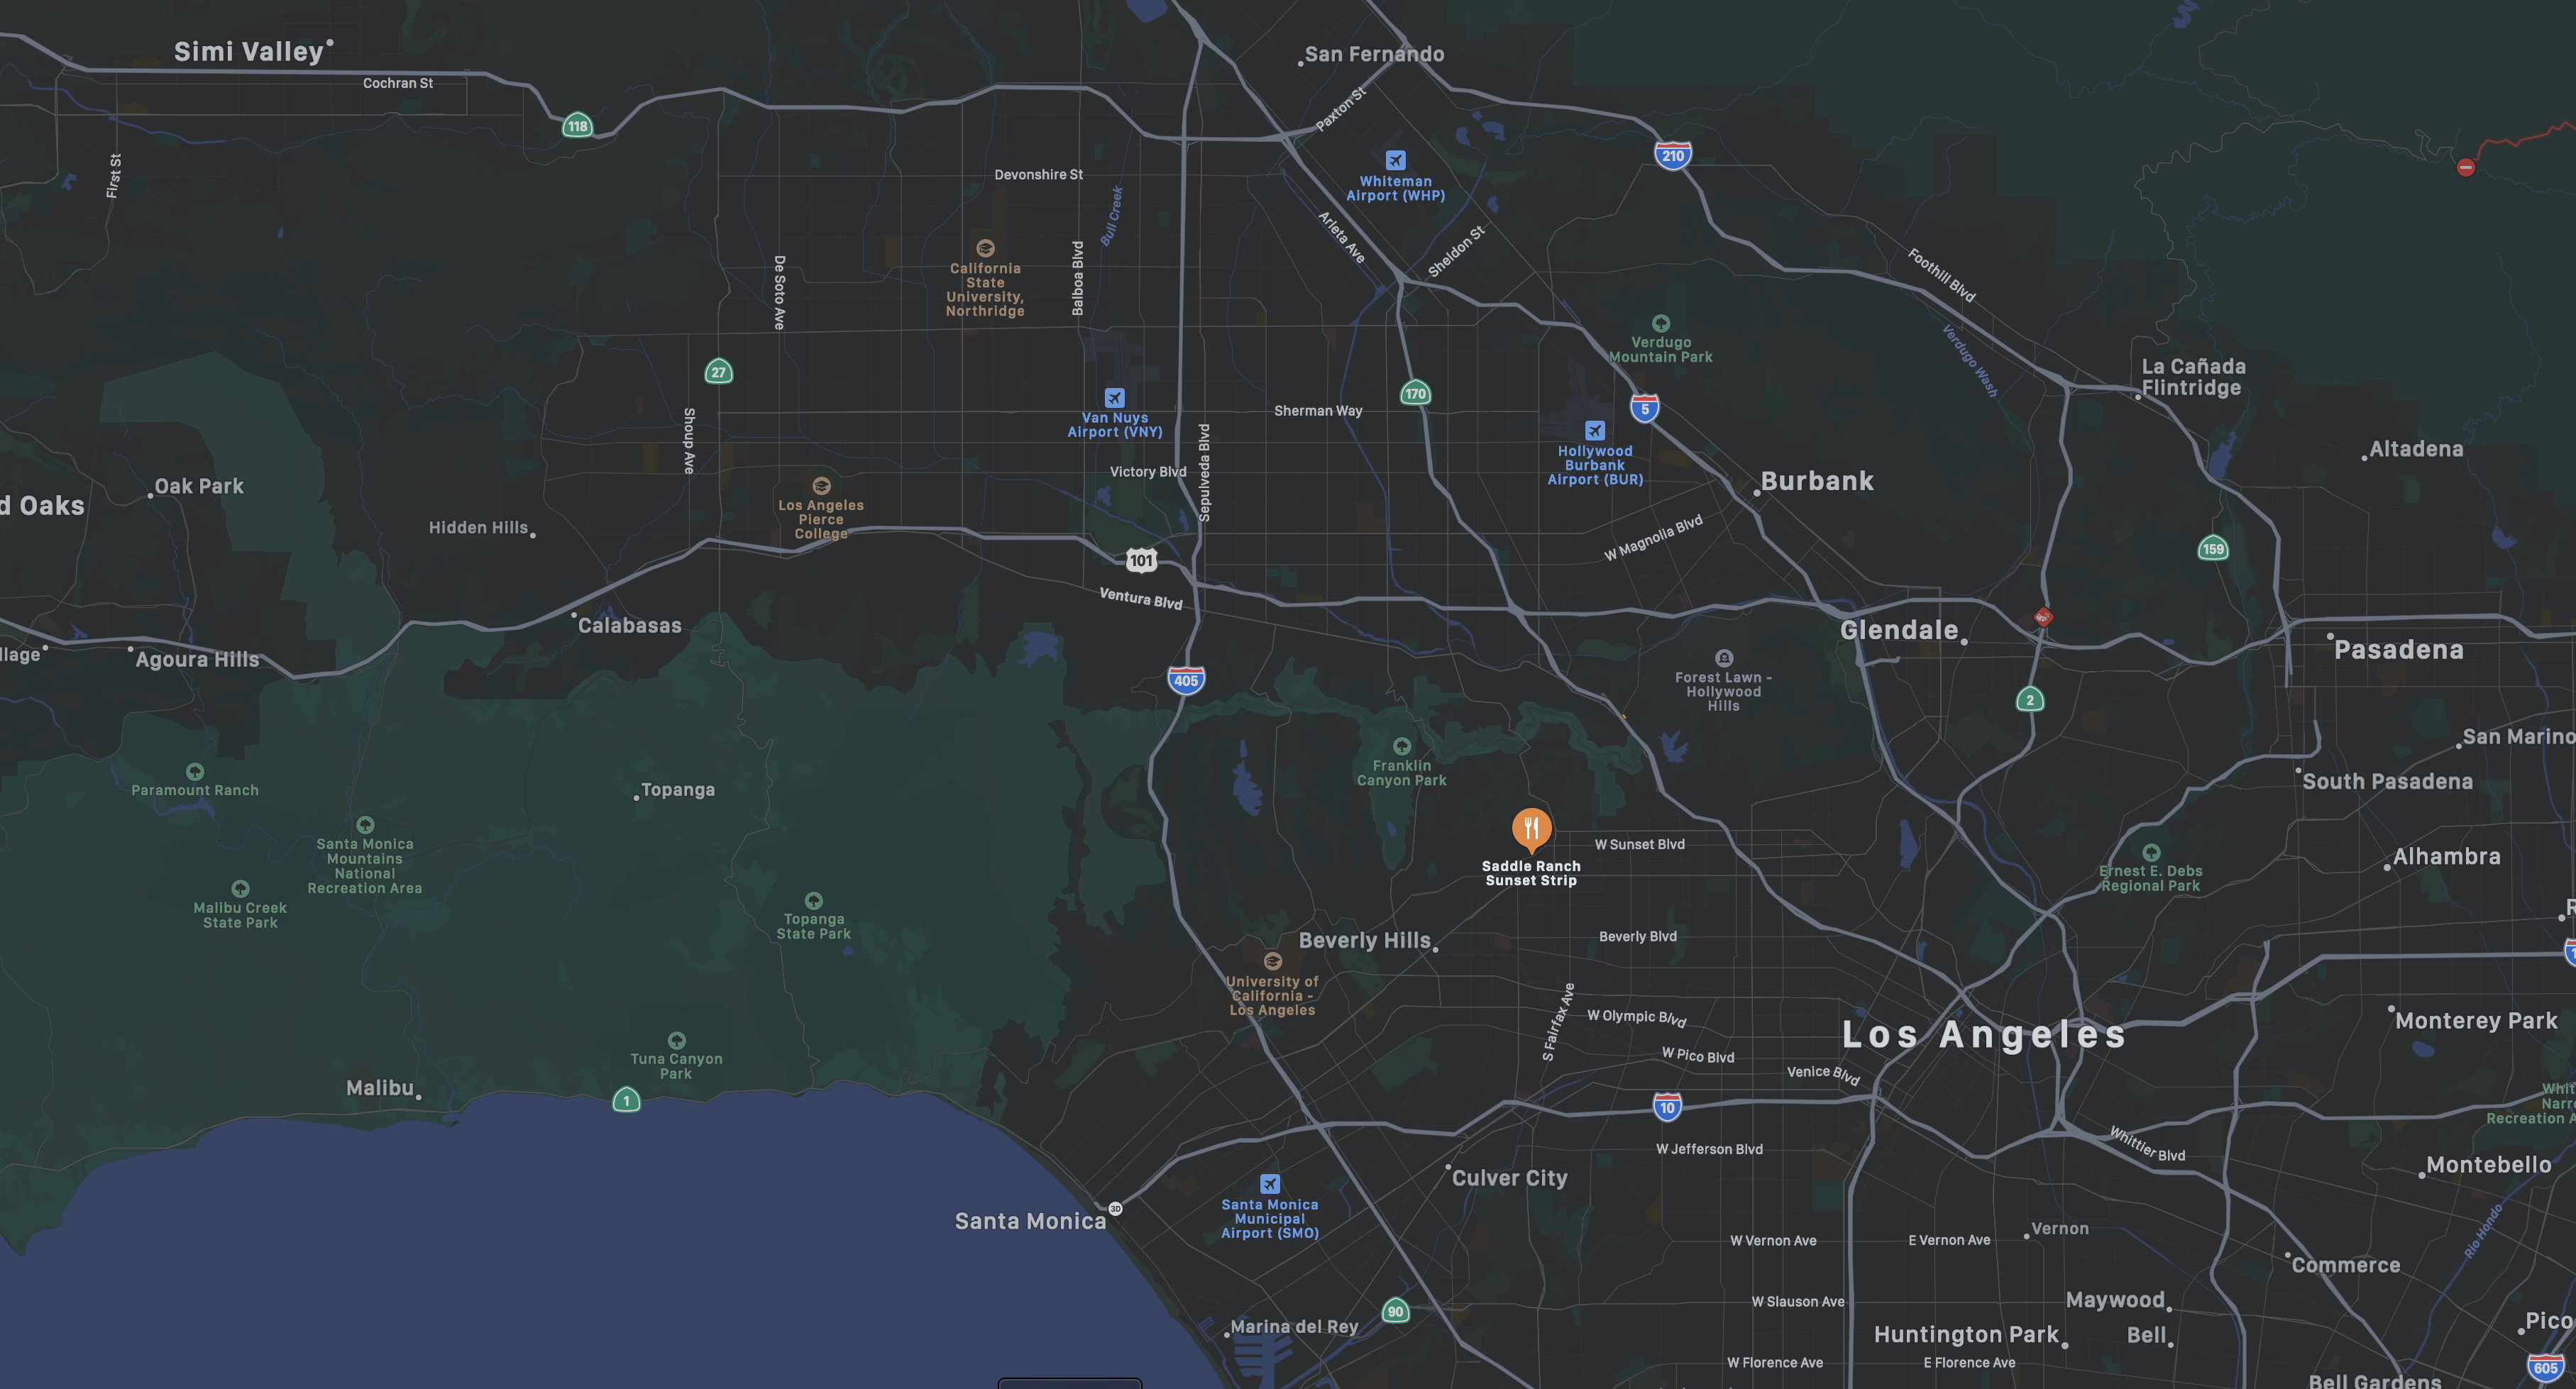 Simi Valley
Cochran St
118
San Fernando
Paxton St
210
First St
Devonshire St
Bull Creek
Whiteman
Airport (WHP)
Arleta Ave
Sheldon St
Foothill Blvd
California
State
University,
Northridge
De Soto Ave
Balboa Blvd
Verdugo
Mountain Park
Verdugo Wash
27
La Cañada
Flintridge
170
5
Shoup Ave
Van Nuys
Airport (VNY)
Sherman Way
Sepulveda Blvd
Hollywood
Burbank
Airport (BUR)
Altadena
Victory Blvd
Burbank
Oak Park
d Oaks
Los Angeles
Pierce
College
Hidden Hills
W Magnolia Blvd
159
101
Ventura Blvd
Calabasas
Glendale
Pasadena
llage
Agoura Hills
405
Forest Lawn -
Hollywood
Hills
2
San Marino
Franklin
Canyon Park
Paramount Ranch
Topanga
South Pasadena
Saddle Ranch
Sunset Strip
W Sunset Blvd
Santa Monica
Mountains
National
Recreation Area
Ernest E. Debs
Regional Park
Alhambra
Malibu Creek
State Park
Topanga
State Park
R
Beverly Hills
Beverly Blvd
1
University of
California -
Los Angeles
S Fairfax Ave
W Olympic Blvd
Los Angeles
Monterey Park
W Pico Blvd
Tuna Canyon
Park
Venice Blvd
Malibu
1
10
Whit
Narr
Recreation A
W Jefferson Blvd
Whittier Blvd
Culver City
Montebello
3D
Santa Monica
Santa Monica
Municipal
Airport (SMO)
Vernon
W Vernon Ave
E Vernon Ave
Rio Hondo
Commerce
90
W Slauson Ave
Maywood
Marina del Rey
Huntington Park
Bell
Pico
W Florence Ave
E Florence Ave
605
Bell Gardens